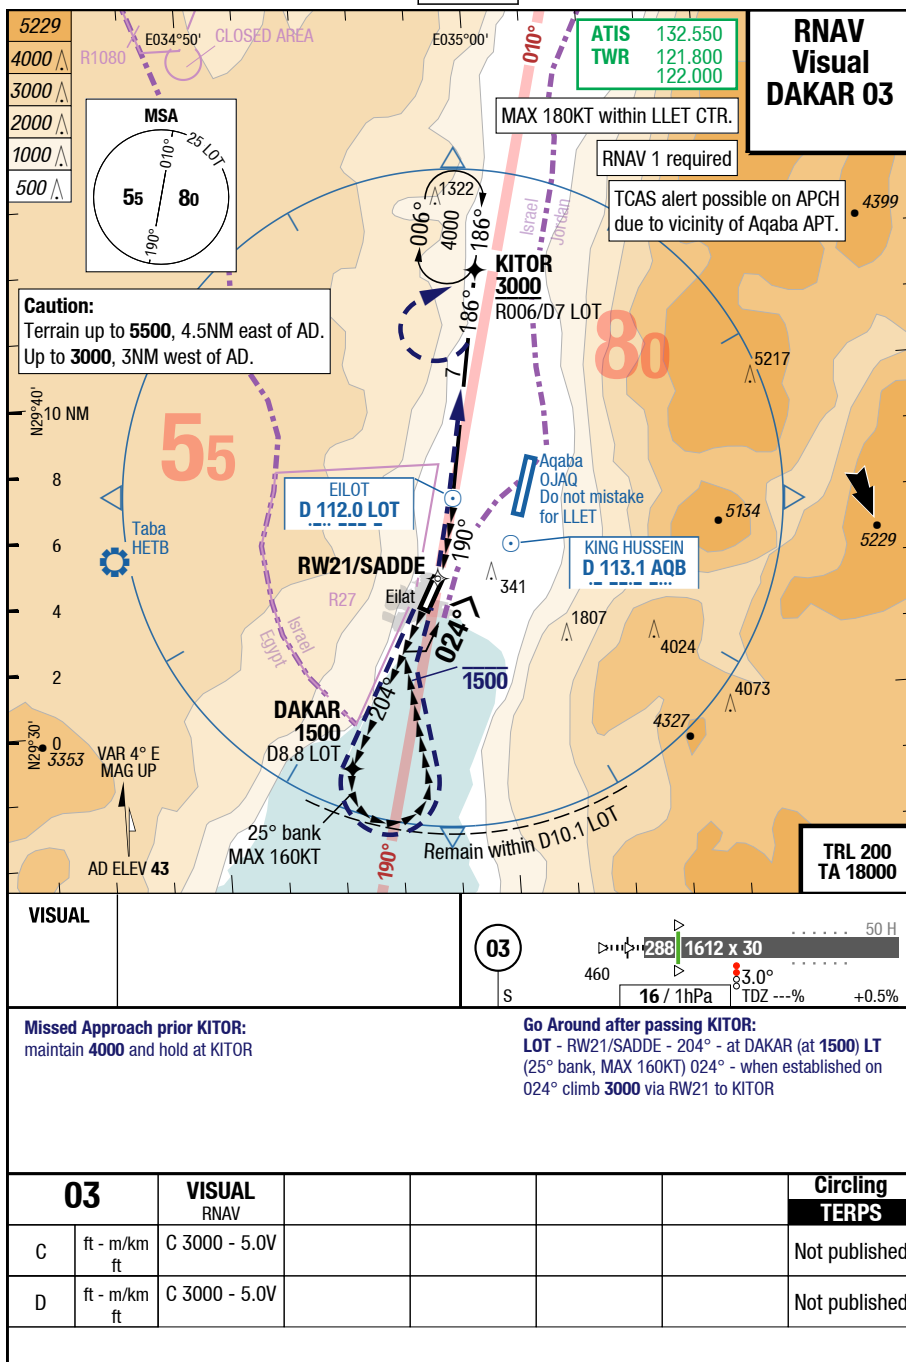 5229
4000
3000
2000
1000
500
E034°50'
CLOSED AREA
R1080
E035°00'
010°
ATIS 132.550
TWR 121.800
122.000
RNAV
Visual
DAKAR 03
MAX 180KT within LLET CTR.
RNAV 1 required
TCAS alert possible on APCH
due to vicinity of Aqaba APT.
MSA
25 LOT
010°
55
80
190°
1322
4000
006°
186°
Israel
Jordan
4399
KITOR
3000
R006/D7 LOT
186°
Caution:
Terrain up to 5500, 4.5NM east of AD.
Up to 3000, 3NM west of AD.
80
5217
7
N29°40'
10 NM
55
8
EILOT
D 112.0 LOT
Aqaba
OJAQ
Do not mistake
for LLET
5134
5229
Taba
HETB
6
190°
KING HUSSEIN
D 113.1 AQB
RW21/SADDE
341
Eilat
R27
4
1807
024°
4024
Israel
Egypt
2
1500
4073
204°
DAKAR
1500
D8.8 LOT
4327
N29°30'
0
3353
VAR 4° E
MAG UP
25° bank
MAX 160KT
Remain within D10.1 LOT
190°
AD ELEV 43
TRL 200
TA 18000
VISUAL
03
S
50 H
288 1612 x 30
460
3.0°
16 / 1hPa
TDZ ---%
+0.5%
Missed Approach prior KITOR:
maintain 4000 and hold at KITOR
Go Around after passing KITOR:
LOT - RW21/SADDE - 204° - at DAKAR (at 1500) LT
(25° bank, MAX 160KT) 024° - when established on
024° climb 3000 via RW21 to KITOR
03
VISUAL
RNAV
Circling
TERPS
C
ft - m/km
ft
C 3000 - 5.0V
Not published
D
ft - m/km
ft
C 3000 - 5.0V
Not published